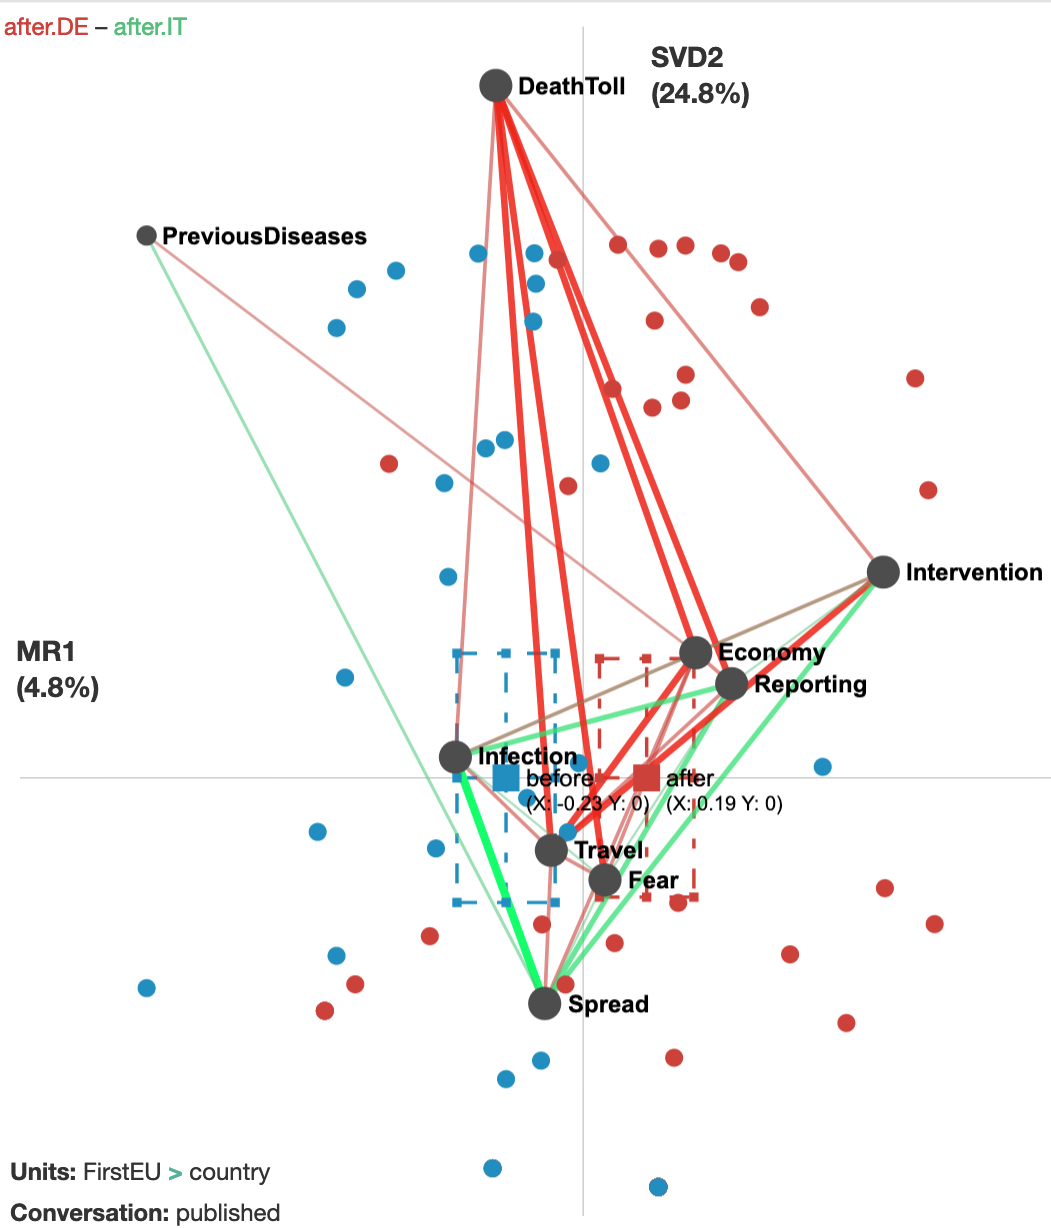 after.DE – after.IT
SVD2
(24.8%)
DeathToll
PreviousDiseases
Intervention
MR1
(4.8%)
Economy
Reporting
Infection
before
(X: -0.23 Y: 0)
after
(X: 0.19 Y: 0)
Travel
Fear
Spread
Units: FirstEU > country
Conversation: published